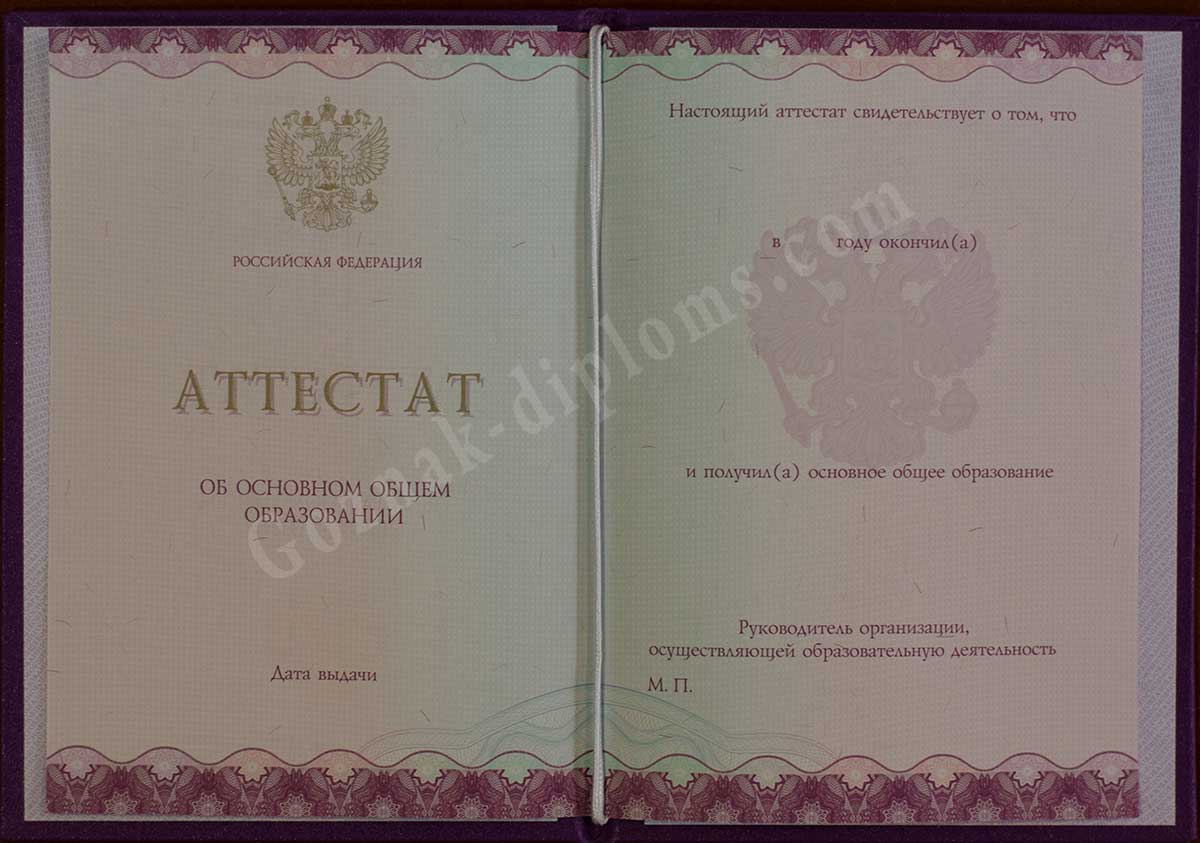 РОССИЙСКАЯ ФЕДЕРАЦИЯ
АТТЕСТАТ
ОБ ОСНОВНОМ ОБЩЕМ
ОБРАЗОВАНИИ
Дата выдачи
Настоящий аттестат свидетельствует о том, что
в году окончил(а)
и получил(а) основное общее образование
Руководитель организации,
осуществляющей образовательную деятельность
М. П.
Goznak-diploms.com